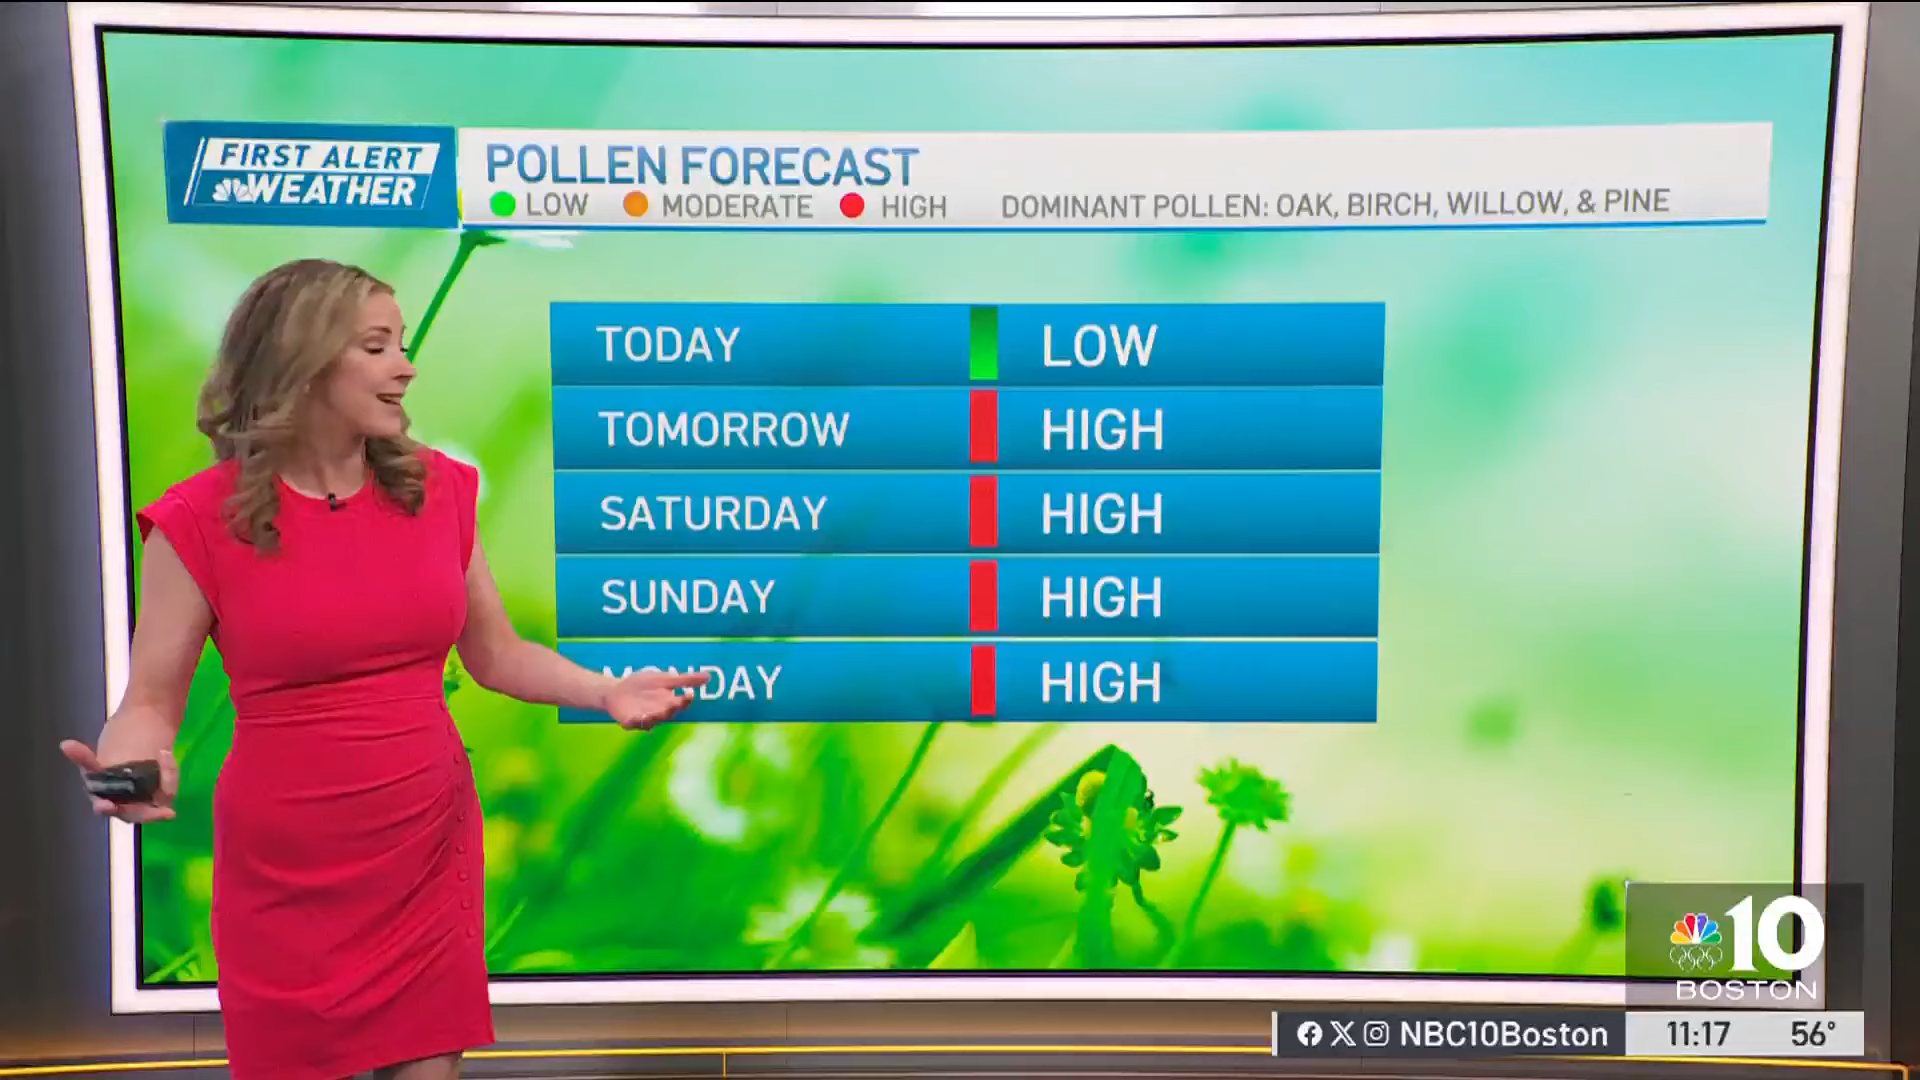 FIRST ALERT
WEATHER
POLLEN FORECAST
LOW MODERATE HIGH DOMINANT POLLEN: OAK, BIRCH, WILLOW, & PINE
TODAY LOW
TOMORROW HIGH
SATURDAY HIGH
SUNDAY HIGH
MONDAY HIGH
10
BOSTON
NBC10Boston 11:17 56°